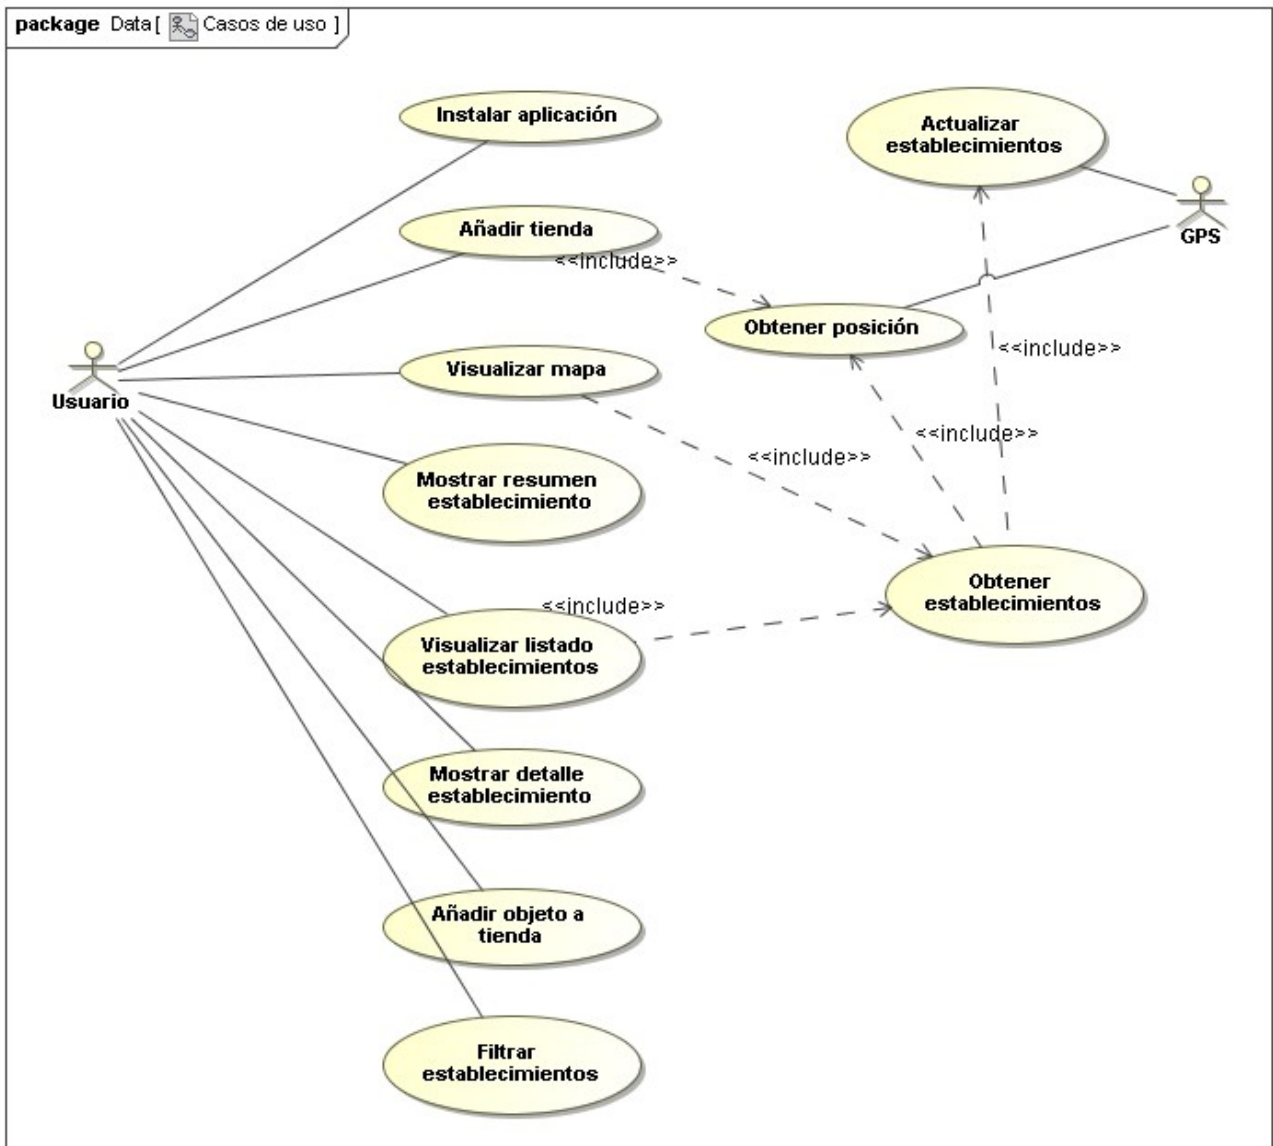 package Data [ Casos de uso ]
Instalar aplicación
Actualizar
establecimientos
Añadir tienda
GPS
<<include>>
Obtener posición
<<include>>
Visualizar mapa
Usuario
<<include>>
<<include>>
Mostrar resumen
establecimiento
Obtener
establecimientos
<<include>>
Visualizar listado
establecimientos
Mostrar detalle
establecimiento
Añadir objeto a
tienda
Filtrar
establecimientos